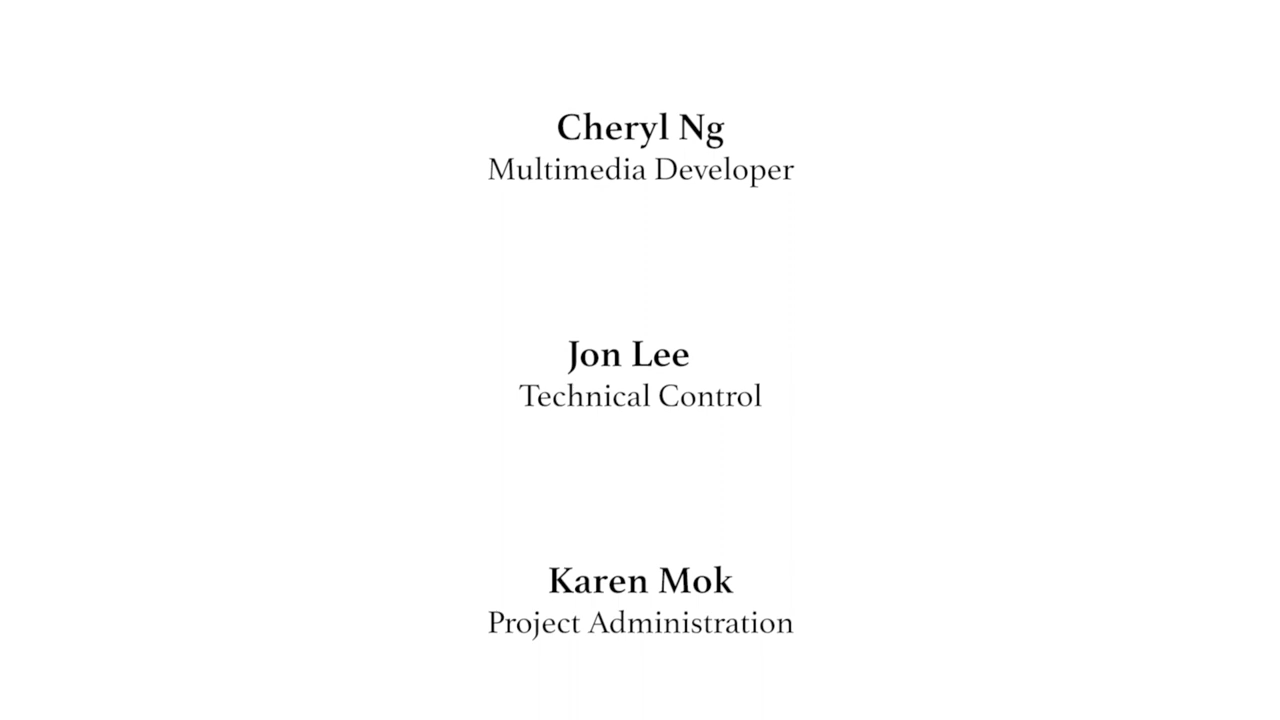 Cheryl Ng
Multimedia Developer
Jon Lee
Technical Control
Karen Mok
Project Administration